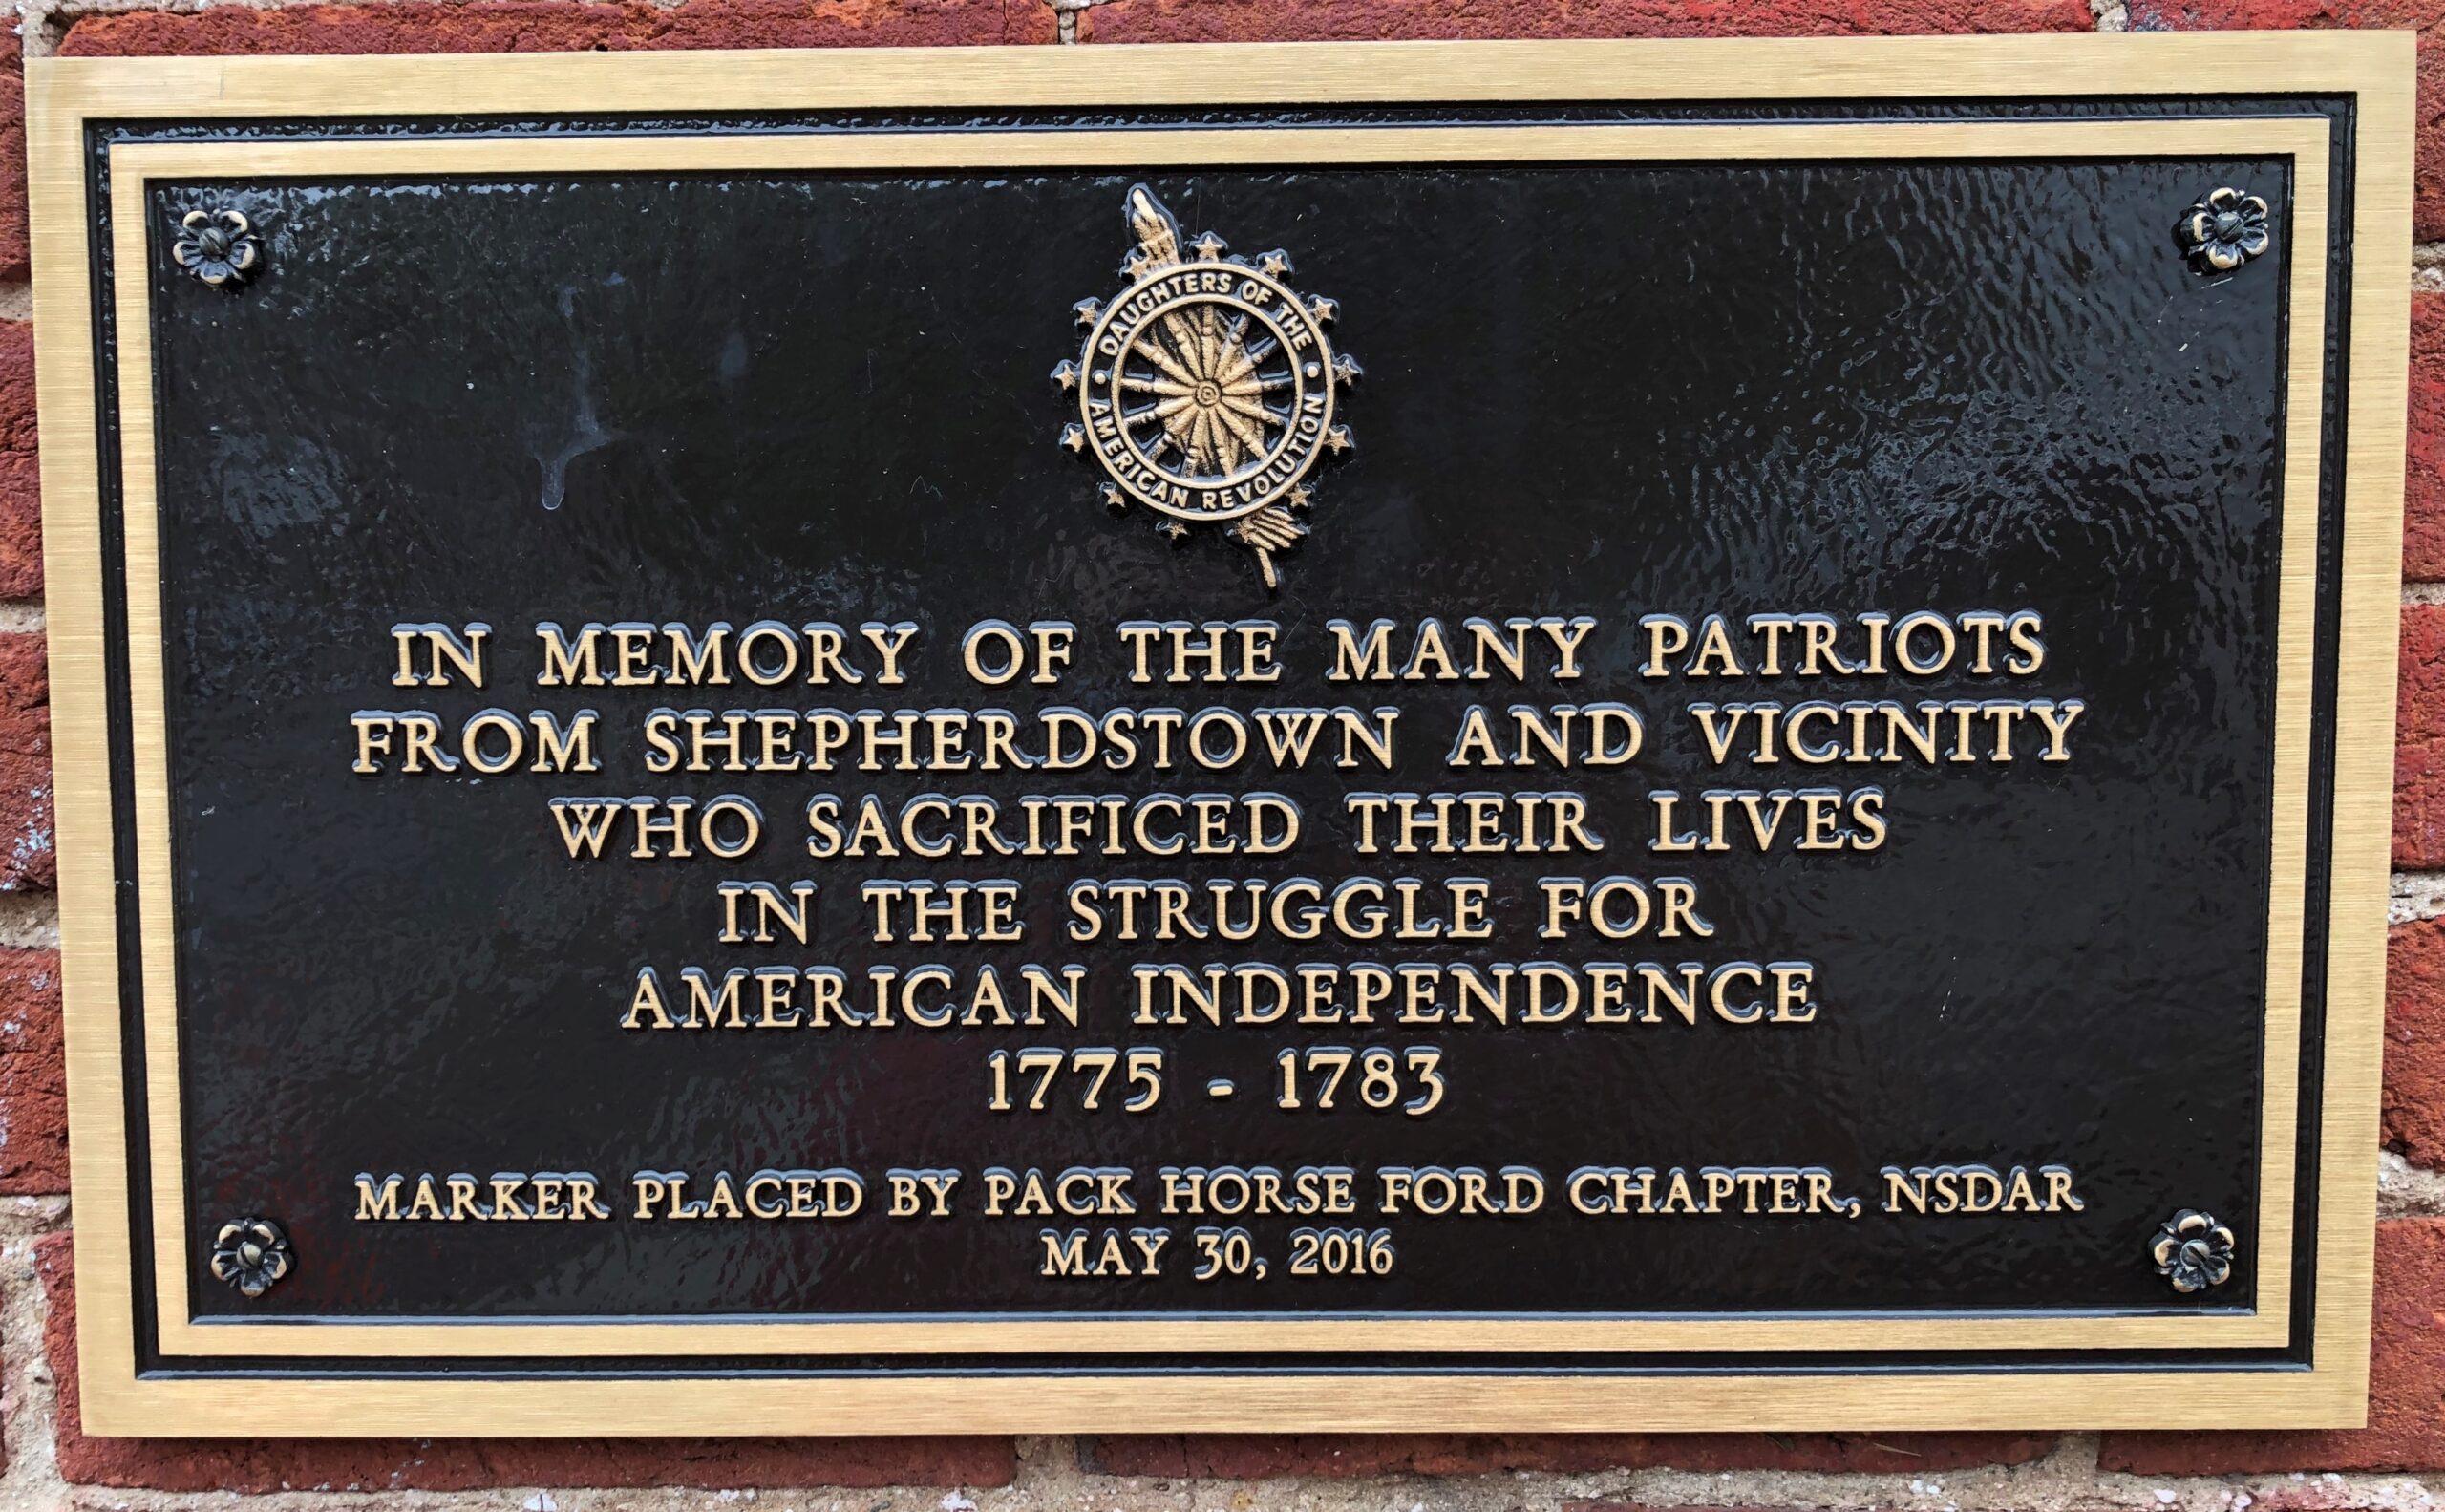 DAUGHTERS OF THE
AMERICAN REVOLUTION
IN MEMORY OF THE MANY PATRIOTS
FROM SHEPHERDSTOWN AND VICINITY
WHO SACRIFICED THEIR LIVES
IN THE STRUGGLE FOR
AMERICAN INDEPENDENCE
1775 - 1783
MARKER PLACED BY PACK HORSE FORD CHAPTER, NSDAR
MAY 30, 2016